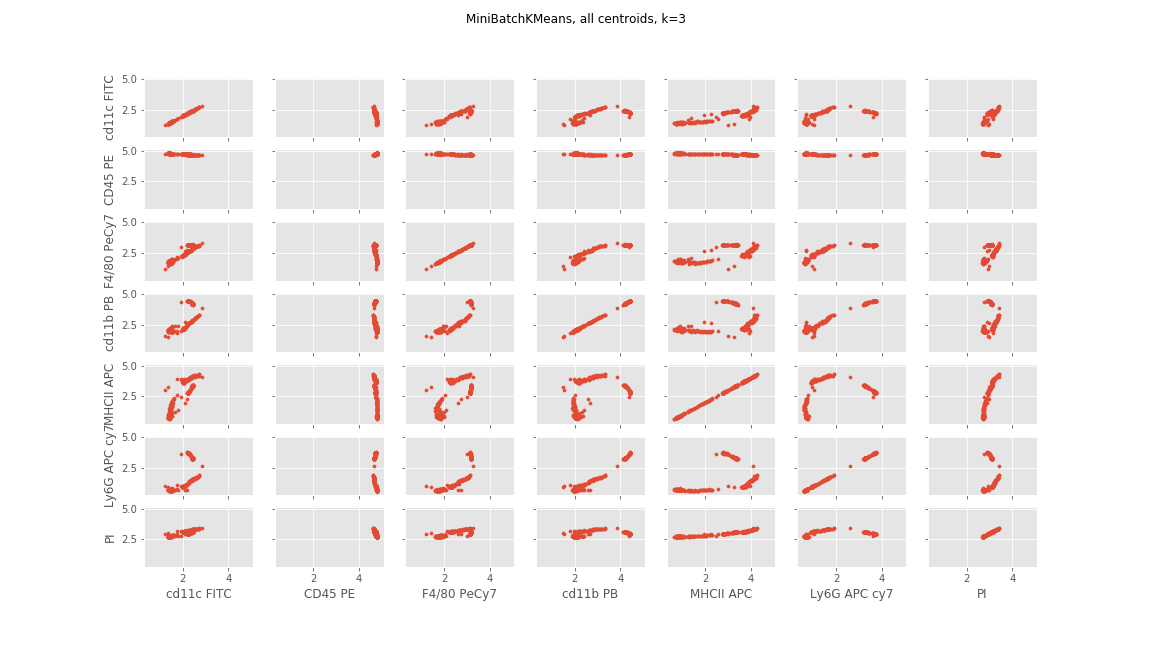 MiniBatchKMeans, all centroids, k=3
cd11c FITC
5.0
2.5
CD45 PE
5.0
2.5
F4/80 PeCy7
5.0
2.5
cd11b PB
5.0
2.5
MHCII APC
5.0
2.5
Ly6G APC cy7
5.0
2.5
PI
5.0
2.5
2 4 2 4 2 4 2 4 2 4 2 4 2 4
cd11c FITC CD45 PE F4/80 PeCy7 cd11b PB MHCII APC Ly6G APC cy7 PI